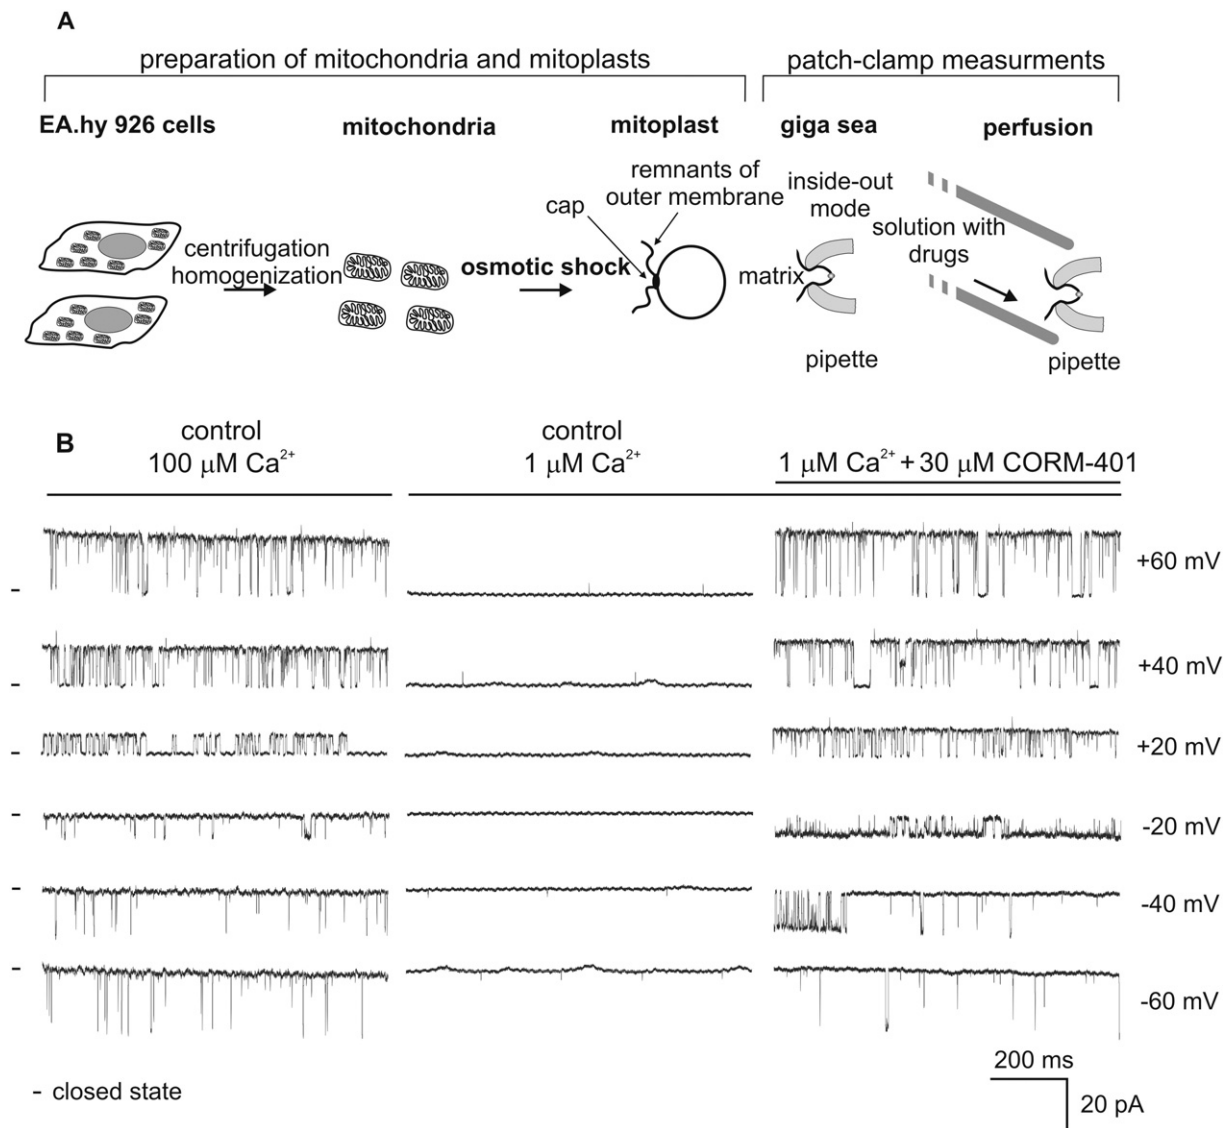 A
preparation of mitochondria and mitoplasts
patch-clamp measurments
EA.hy 926 cells
mitochondria
mitoplast
giga sea
perfusion
remnants of
outer membrane
cap
inside-out
mode
centrifugation
homogenization
osmotic shock
matrix
solution with
drugs
pipette
pipette
B
control
100 μM Ca²⁺
control
1 μM Ca²⁺
1 μM Ca²⁺ + 30 μM CORM-401
+60 mV
+40 mV
+20 mV
-20 mV
-40 mV
-60 mV
200 ms
20 pA
- closed state